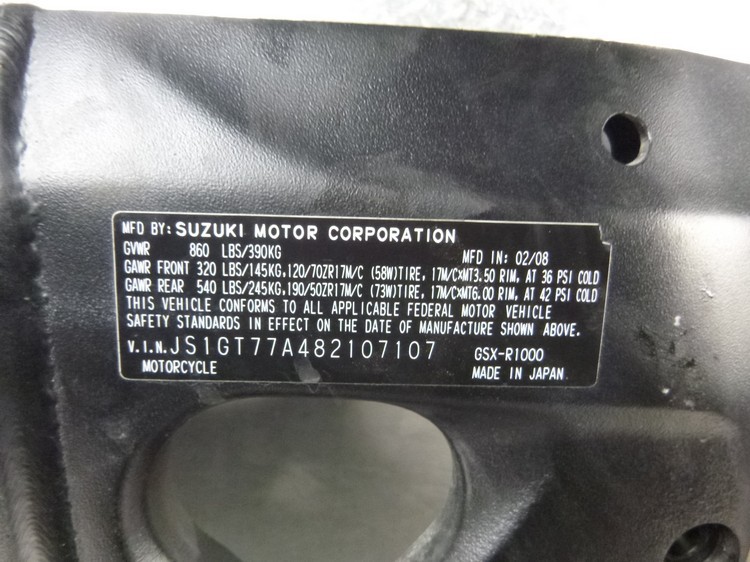 MFD BY: SUZUKI MOTOR CORPORATION
GVWR 860 LBS/390KG MFD IN: 02/08
GAWR FRONT 320 LBS/145KG,120/70ZR17M/C (58W)TIRE, 17M/C×MT3.50 RIM, AT 36 PSI COLD
GAWR REAR 540 LBS/245KG,190/50ZR17M/C (73W)TIRE, 17M/C×MT6.00 RIM, AT 42 PSI COLD
THIS VEHICLE CONFORMS TO ALL APPLICABLE FEDERAL MOTOR VEHICLE
SAFETY STANDARDS IN EFFECT ON THE DATE OF MANUFACTURE SHOWN ABOVE.
V.I.N.JS1GT77A482107107 GSX-R1000
MOTORCYCLE MADE IN JAPAN